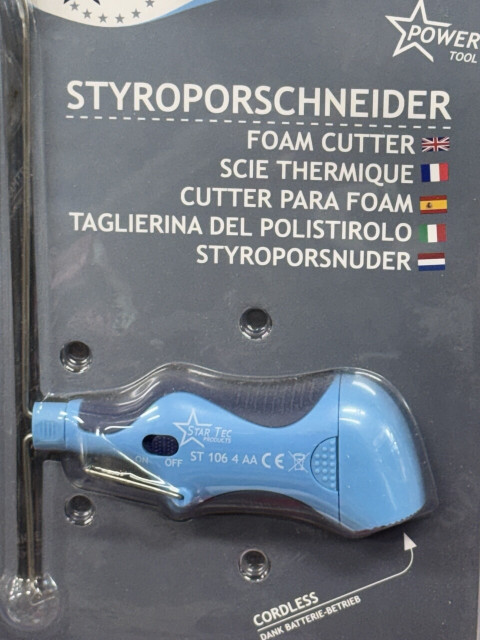 POWER
TOOL
STYROPORSCHNEIDER
FOAM CUTTER
SCIE THERMIQUE
CUTTER PARA FOAM
TAGLIERINA DEL POLISTIROLO
STYROPORSNUDER
STAR TEC
PRODUCTS
ON OFF ST 106 4 AA CE
CORDLESS
DANK BATTERIE-BETRIEB